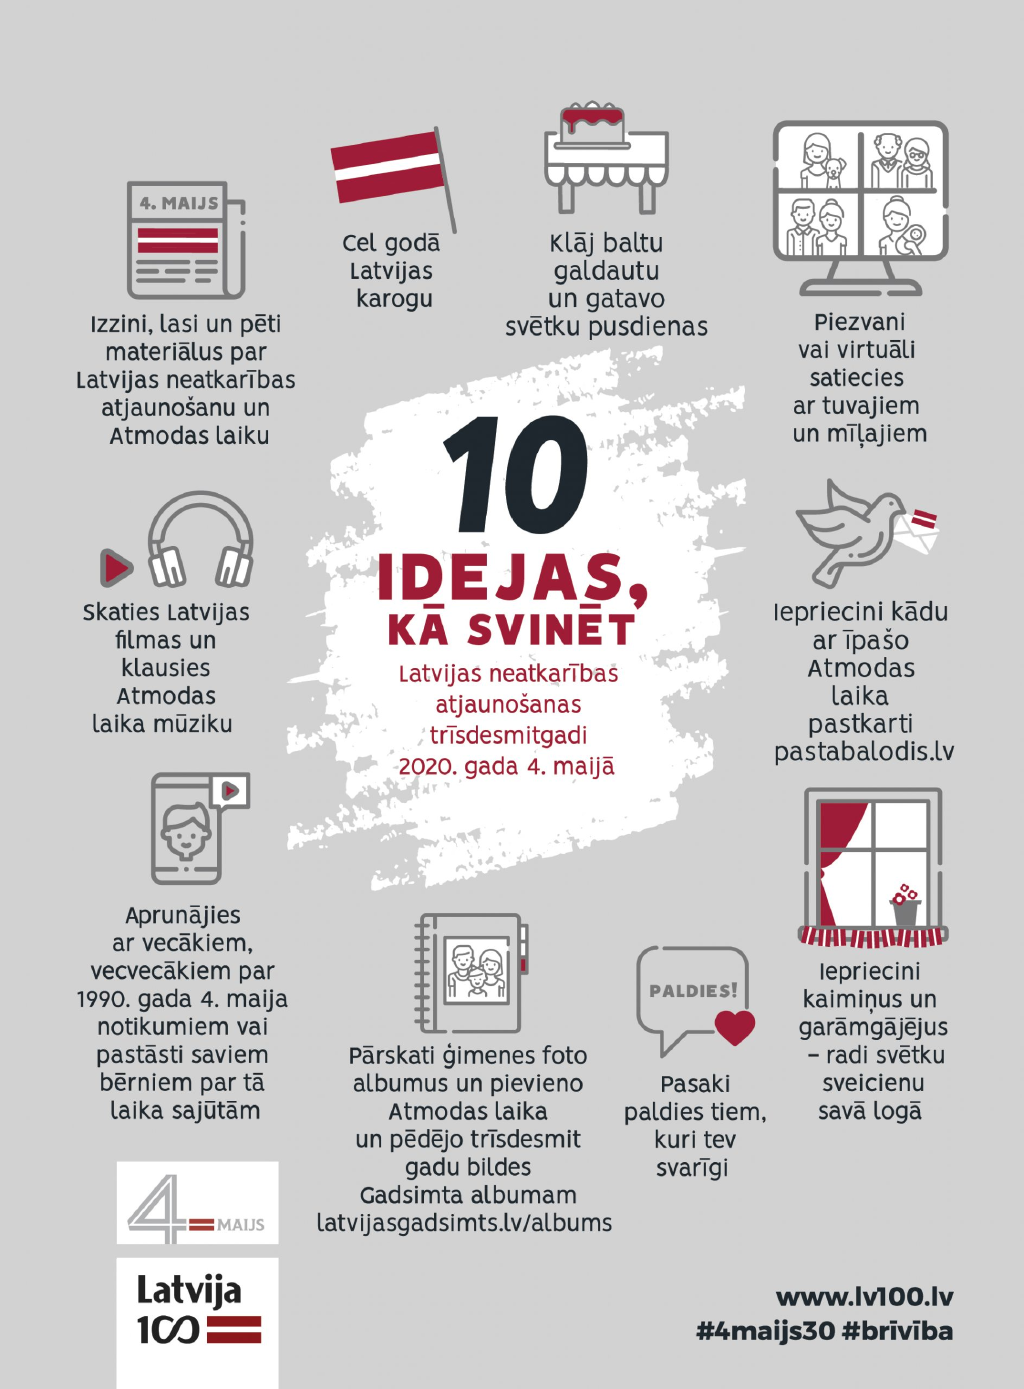 10
IDEJAS,
KĀ SVINĒT
Latvijas neatkarības
atjaunošanas
trīsdesmitgadi
2020. gada 4. maijā
4. MAIJS
Izzini, lasi un pēti
materiālus par
Latvijas neatkarības
atjaunošanu un
Atmodas laiku
Cel godā
Latvijas
karogu
Klāj baltu
galdautu
un gatavo
svētku pusdienas
Piezvani
vai virtuāli
satiecies
ar tuvajiem
un mīļajiem
Skaties Latvijas
filmas un
klausies
Atmodas
laika mūziku
Iepriecini kādu
ar īpašo
Atmodas
laika
pastkarti
pastabalodis.lv
Aprunājies
ar vecākiem,
vecvecākiem par
1990. gada 4. maija
notikumiem vai
pastāsti saviem
bērniem par tā
laika sajūtām
Pārskati ģimenes foto
albumus un pievieno
Atmodas laika
un pēdējo trīsdesmit
gadu bildes
Gadsimta albumam
latvijasgadsimts.lv/albums
PALDIES!
Pasaki
paldies tiem,
kuri tev
svarīgi
Iepriecini
kaimiņus un
garāmgājējus
– radi svētku
sveicienu
savā logā
4 MAIJS
Latvija
100
www.lv100.lv
#4maijs30 #brīvība